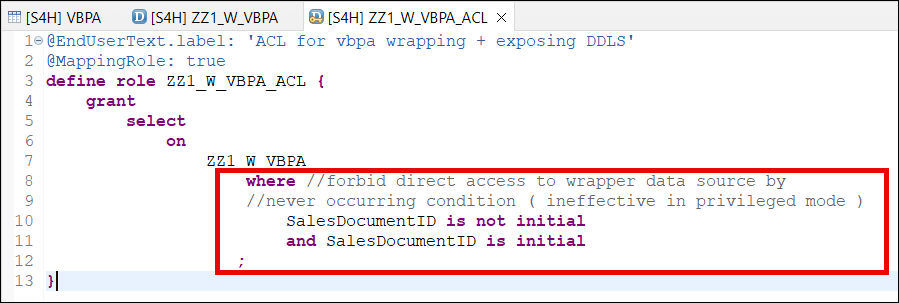 [S4H] VBPA [S4H] ZZ1_W_VBPA [S4H] ZZ1_W_VBPA_ACL
1 @EndUserText.label: 'ACL for vbpa wrapping + exposing DDLS'
2 @MappingRole: true
3 define role ZZ1_W_VBPA_ACL {
4 grant
5 select
6 on
7 ZZ1_W_VBPA
8 where //forbid direct access to wrapper data source by
9 //never occurring condition ( ineffective in privileged mode )
10 SalesDocumentID is not initial
11 and SalesDocumentID is initial
12 ;
13 }